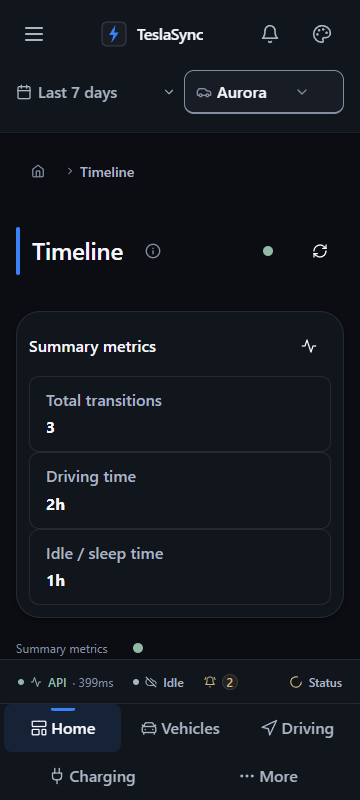 TeslaSync
Last 7 days
Aurora
Timeline
Timeline
Summary metrics
Total transitions
3
Driving time
2h
Idle / sleep time
1h
Summary metrics
API · 399ms
Idle
2
Status
Home
Vehicles
Driving
Charging
More